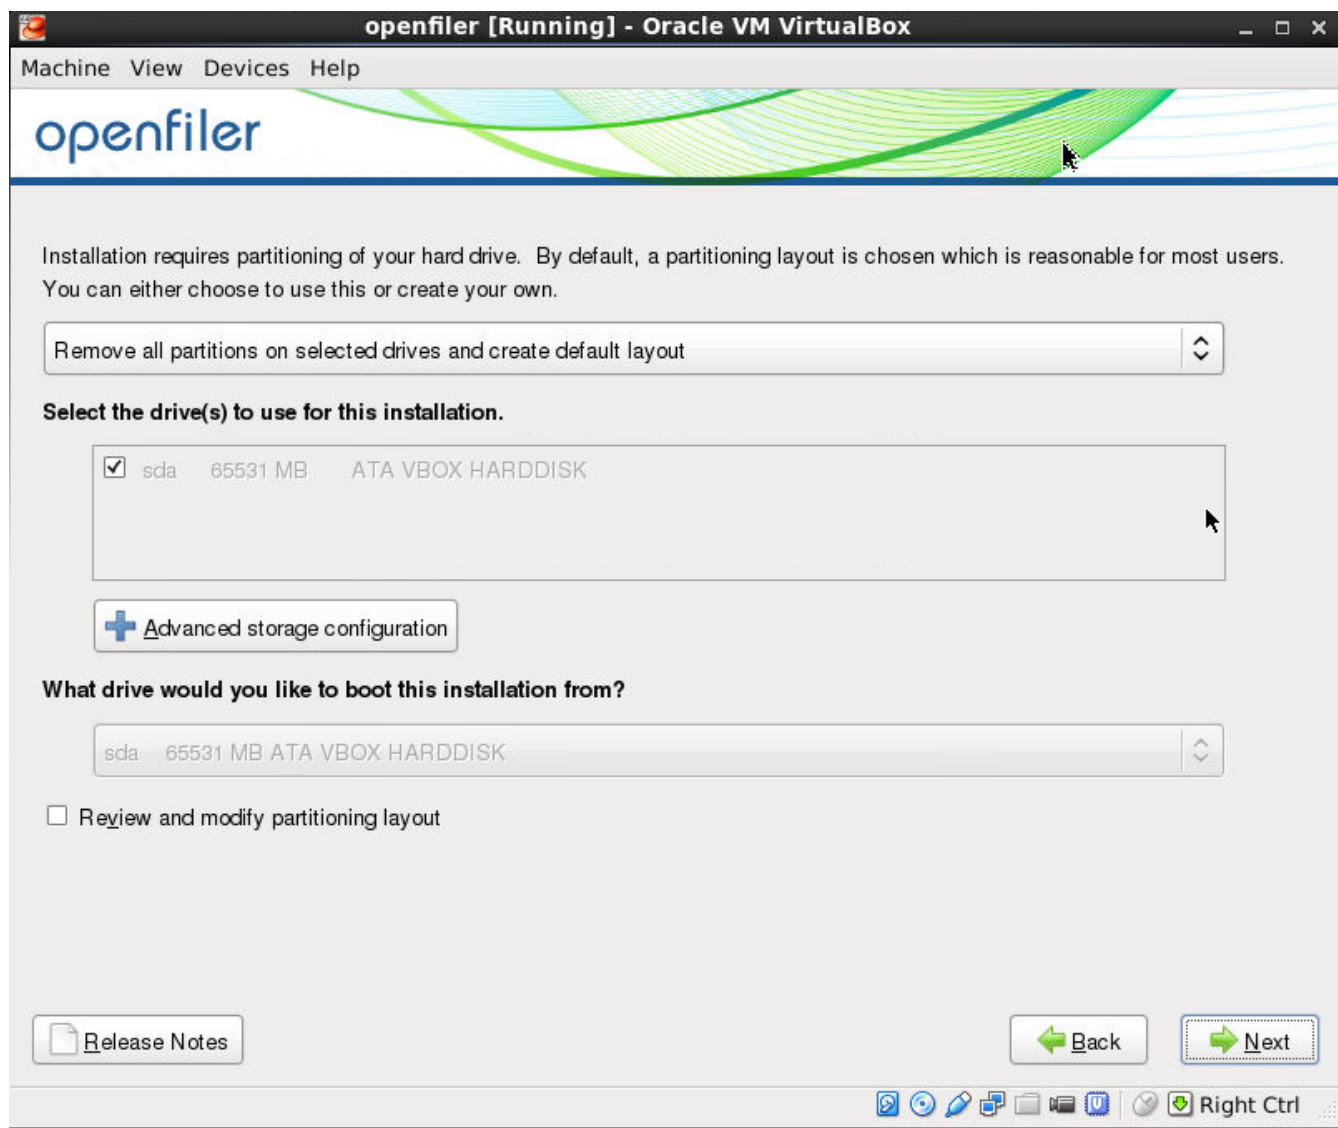 openfiler [Running] - Oracle VM VirtualBox
Machine View Devices Help
openfiler
Installation requires partitioning of your hard drive. By default, a partitioning layout is chosen which is reasonable for most users.
You can either choose to use this or create your own.
Remove all partitions on selected drives and create default layout
Select the drive(s) to use for this installation.
sda 65531 MB ATA VBOX HARDDISK
Advanced storage configuration
What drive would you like to boot this installation from?
sda 65531 MB ATA VBOX HARDDISK
Review and modify partitioning layout
Release Notes Back Next
Right Ctrl